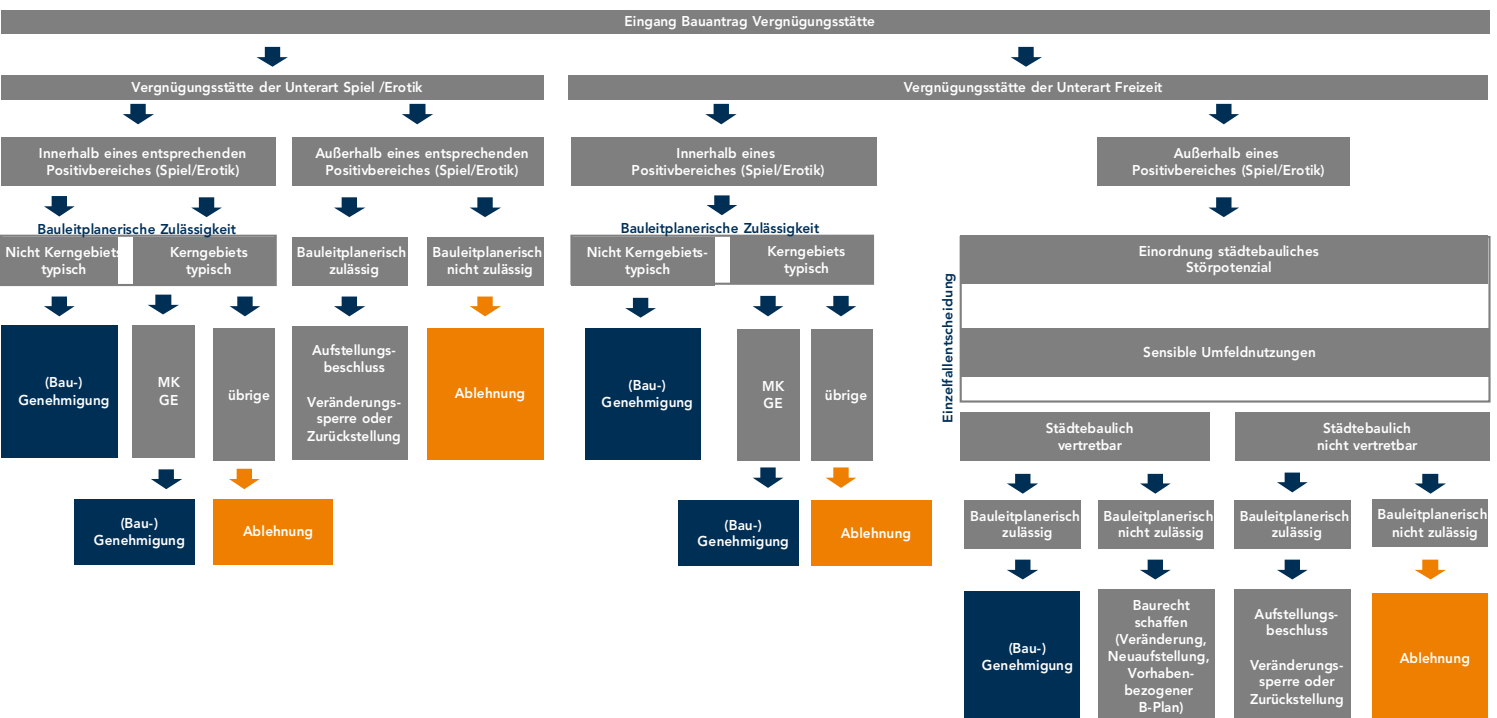 Eingang Bauantrag Vergnügungsstätte
Vergnügungsstätte der Unterart Spiel /Erotik
Vergnügungsstätte der Unterart Freizeit
Innerhalb eines entsprechenden
Positivbereiches (Spiel/Erotik)
Außerhalb eines entsprechenden
Positivbereiches (Spiel/Erotik)
Innerhalb eines
Positivbereiches (Spiel/Erotik)
Außerhalb eines
Positivbereiches (Spiel/Erotik)
Bauleitplanerische Zulässigkeit
Nicht Kerngebiets
typisch
Kerngebiets
typisch
Bauleitplanerisch
zulässig
Bauleitplanerisch
nicht zulässig
Bauleitplanerische Zulässigkeit
Nicht Kerngebiets-
typisch
Kerngebiets
typisch
Einzelfallentscheidung
Einordnung städtebauliches
Störpotenzial
Sensible Umfeldnutzungen
(Bau-)
Genehmigung
MK
GE
übrige
Aufstellungs-
beschluss
Veränderungs-
sperre oder
Zurückstellung
Ablehnung
(Bau-)
Genehmigung
MK
GE
übrige
Städtebaulich
vertretbar
Städtebaulich
nicht vertretbar
(Bau-)
Genehmigung
Ablehnung
(Bau-)
Genehmigung
Ablehnung
Bauleitplanerisch
zulässig
Bauleitplanerisch
nicht zulässig
Bauleitplanerisch
zulässig
Bauleitplanerisch
nicht zulässig
(Bau-)
Genehmigung
Baurecht
schaffen
(Veränderung,
Neuaufstellung,
Vorhaben-
bezogener
B-Plan)
Aufstellungs-
beschluss
Veränderungs-
sperre oder
Zurückstellung
Ablehnung